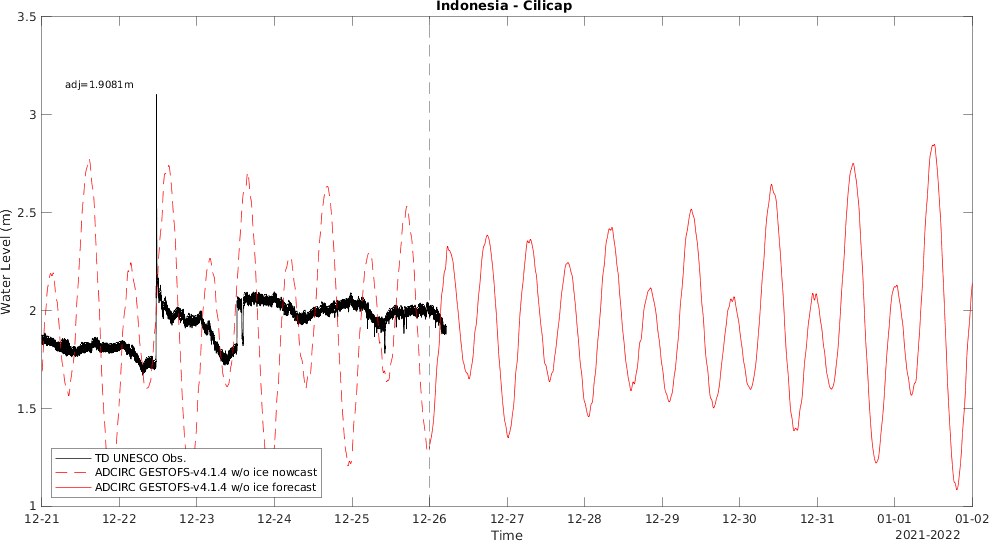 Indonesia - Cilicap
3.5
adj=1.9081m
3
2.5
Water Level (m)
2
1.5
TD UNESCO Obs.
ADCIRC GESTOFS-v4.1.4 w/o ice nowcast
ADCIRC GESTOFS-v4.1.4 w/o ice forecast
1
12-21 12-22 12-23 12-24 12-25 12-26 12-27 12-28 12-29 12-30 12-31 01-01 01-02
Time
2021-2022